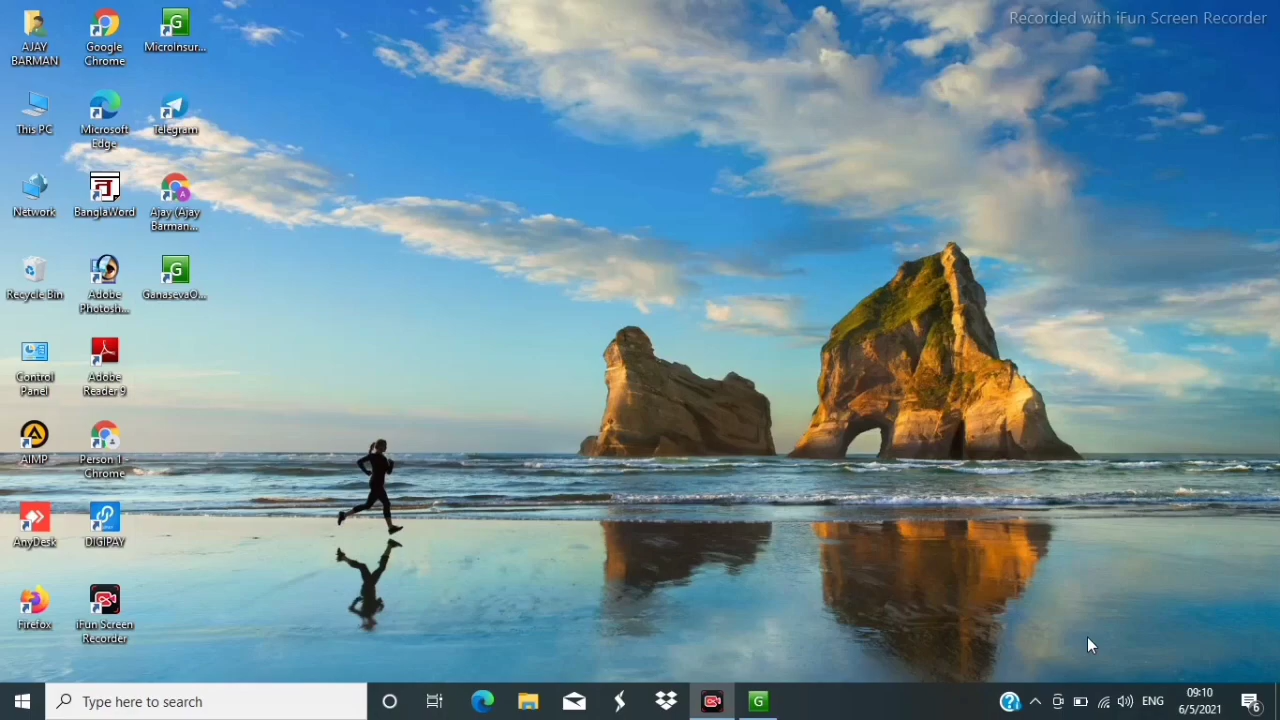 Recorded with iFun Screen Recorder
AJAY
BARMAN
Google
Chrome
MicroInsur...
This PC
Microsoft
Edge
Telegram
Network
BanglaWord
Ajay (Ajay
Barman...
Recycle Bin
Adobe
Photosh...
GanasevaO...
Control
Panel
Adobe
Reader 9
AIMP
Person 1 -
Chrome
AnyDesk
DIGIPAY
Firefox
iFun Screen
Recorder
Type here to search
ENG
09:10
6/5/2021
6